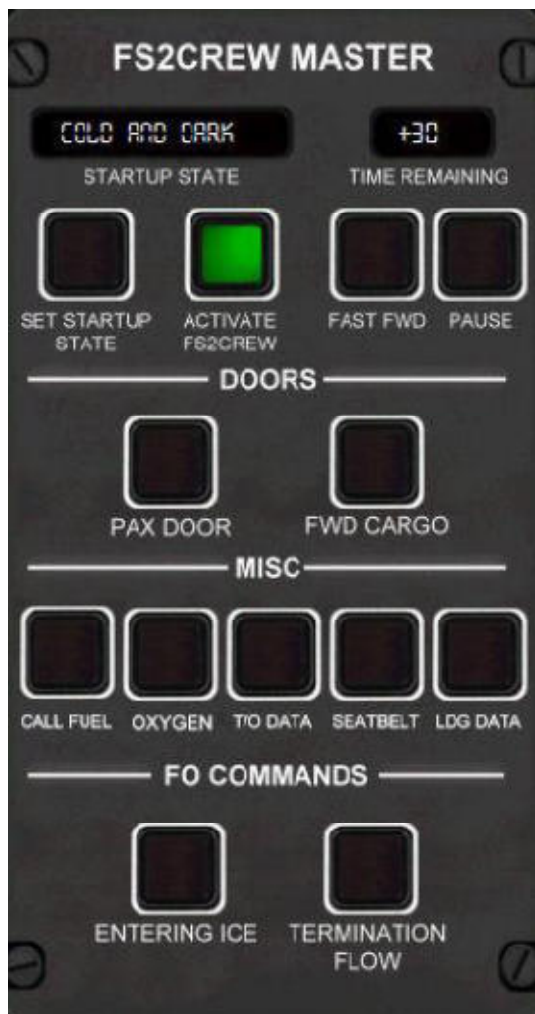 FS2CREW MASTER
COLD AND DARK
+30
STARTUP STATE
TIME REMAINING
SET STARTUP STATE
ACTIVATE FS2CREW
FAST FWD
PAUSE
DOORS
PAX DOOR
FWD CARGO
MISC
CALL FUEL
OXYGEN
T/O DATA
SEATBELT
LDG DATA
FO COMMANDS
ENTERING ICE
TERMINATION FLOW